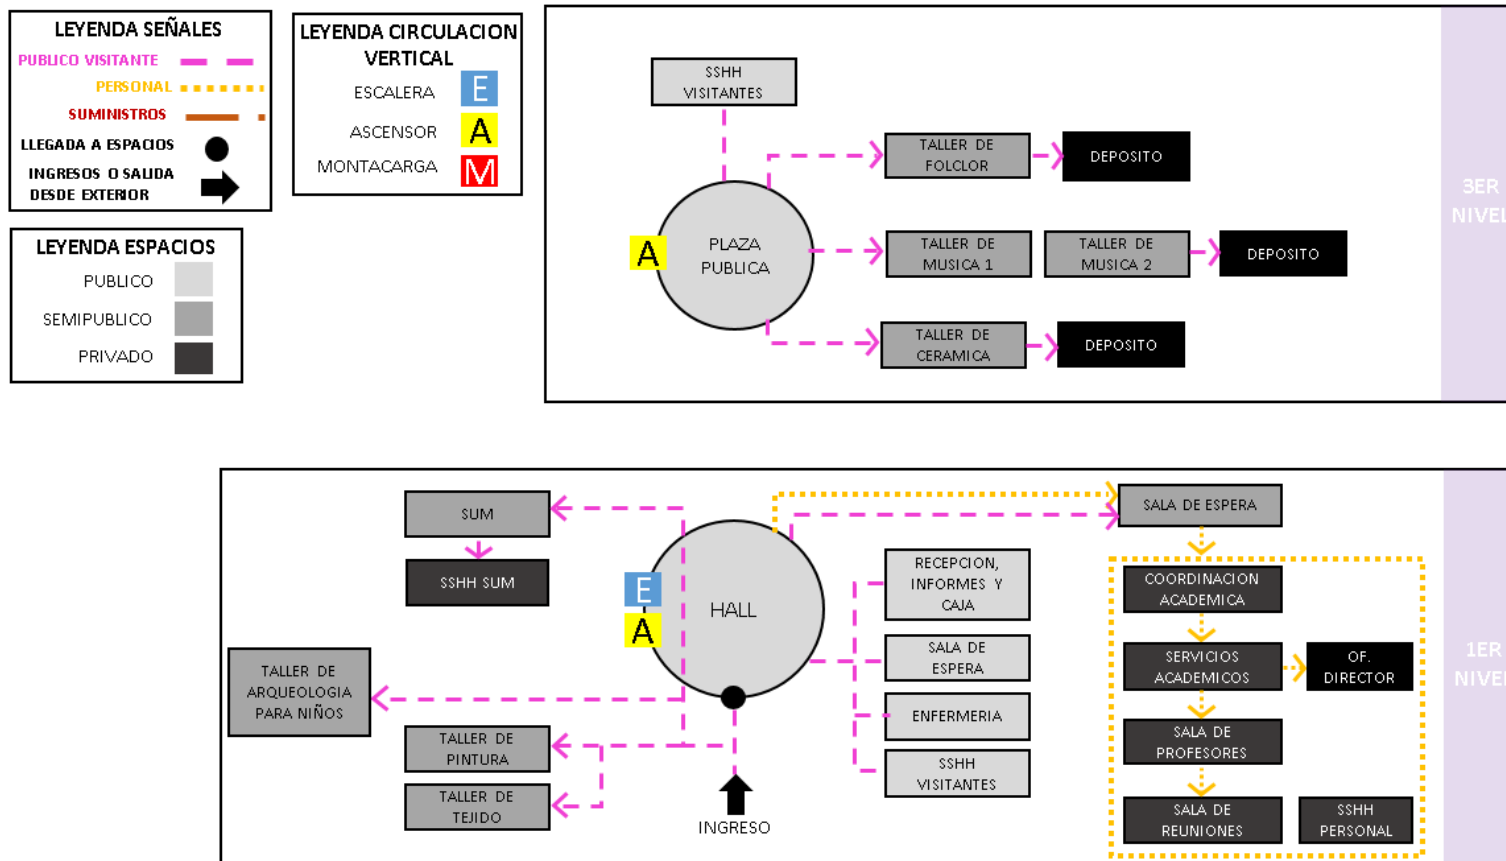 LEYENDA SEÑALES
PUBLICO VISITANTE
PERSONAL
SUMINISTROS
LLEGADA A ESPACIOS
INGRESOS O SALIDA
DESDE EXTERIOR
LEYENDA CIRCULACION
VERTICAL
ESCALERA E
ASCENSOR A
MONTACARGA M
LEYENDA ESPACIOS
PUBLICO
SEMIPUBLICO
PRIVADO
SSHH
VISITANTES
TALLER DE
FOLCLOR
DEPOSITO
A
PLAZA
PUBLICA
TALLER DE
MUSICA 1
TALLER DE
MUSICA 2
DEPOSITO
TALLER DE
CERAMICA
DEPOSITO
3ER
NIVEL
SUM
SSHH SUM
TALLER DE
ARQUEOLOGIA
PARA NIÑOS
TALLER DE
PINTURA
TALLER DE
TEJIDO
E
A
HALL
INGRESO
RECEPCION,
INFORMES Y
CAJA
SALA DE
ESPERA
ENFERMERIA
SSHH
VISITANTES
SALA DE ESPERA
COORDINACION
ACADEMICA
SERVICIOS
ACADEMICOS
OF.
DIRECTOR
SALA DE
PROFESORES
SALA DE
REUNIONES
SSHH
PERSONAL
1ER
NIVEL